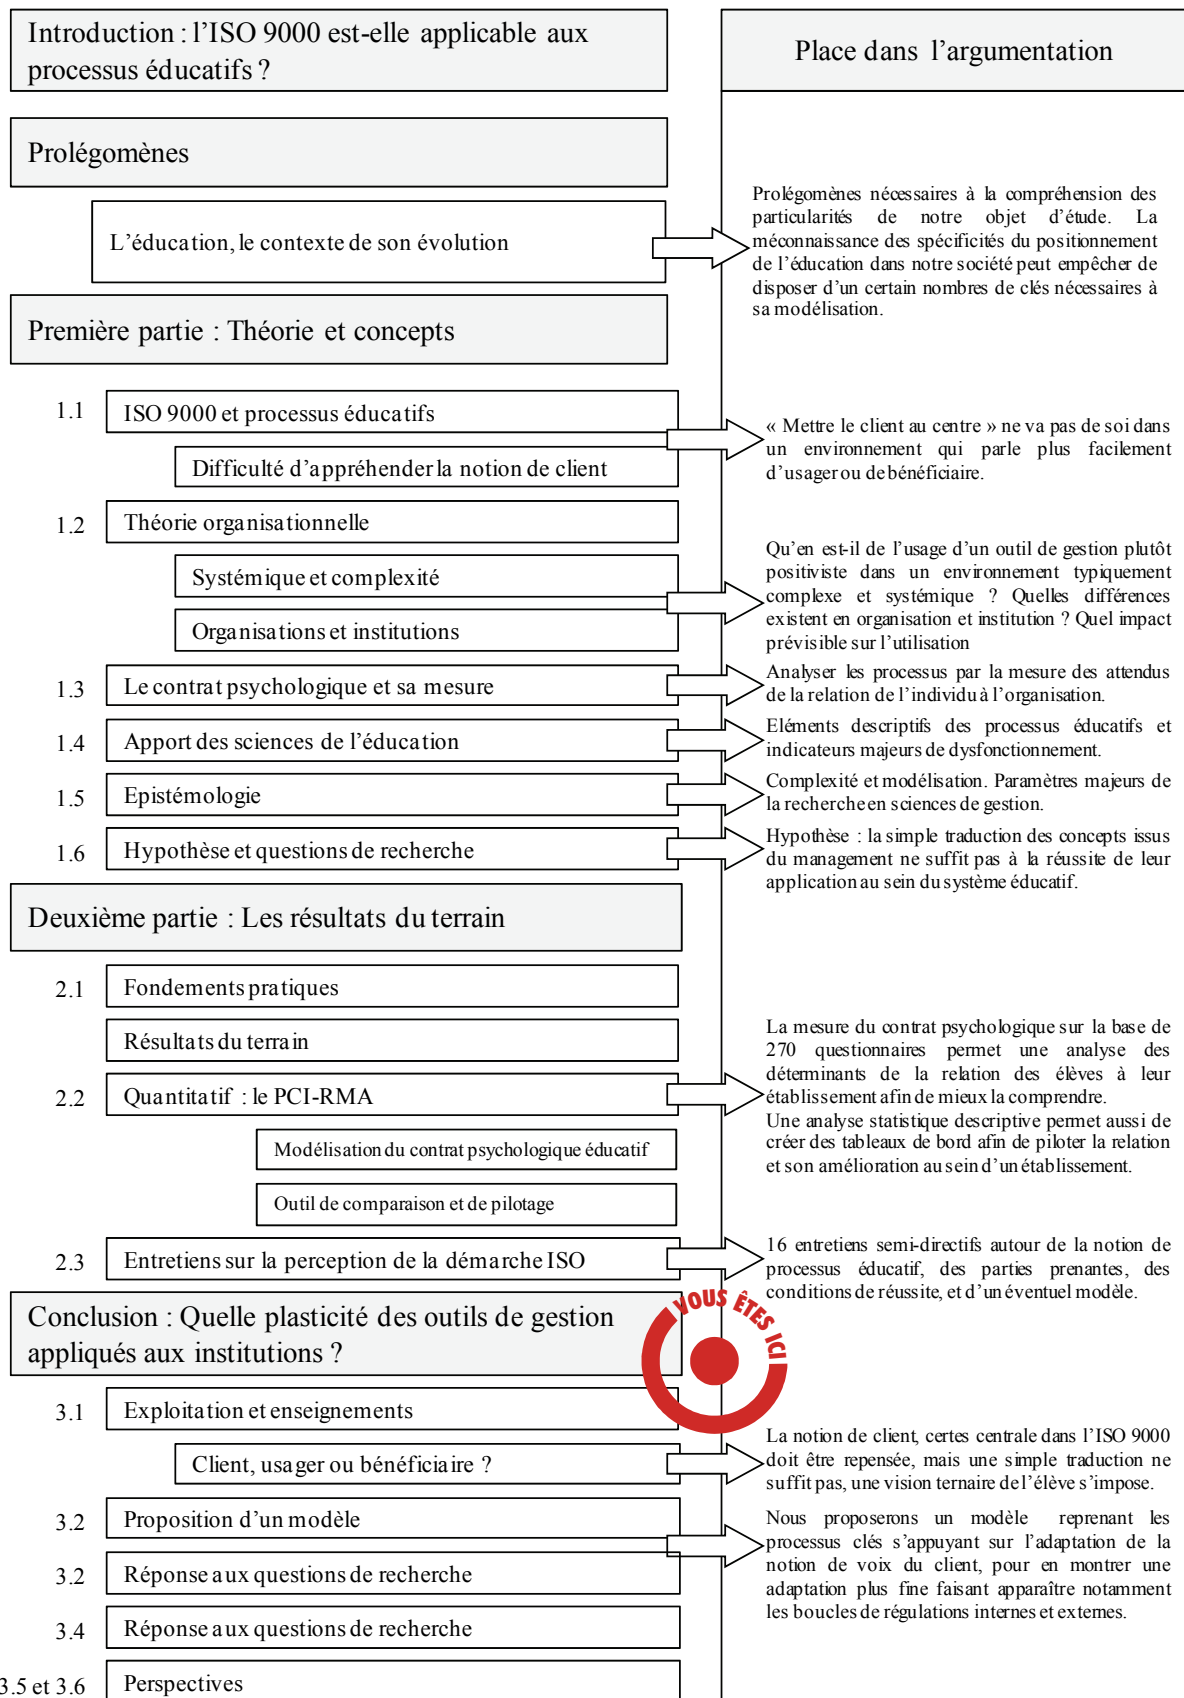 Introduction : l'ISO 9000 est-elle applicable aux
processus éducatifs ?
Place dans l'argumentation
Prolégomènes
L'éducation, le contexte de son évolution
Prolégomènes nécessaires à la compréhension des
particularités de notre objet d'étude. La
méconnaissance des spécificités du positionnement
de l'éducation dans notre société peut empêcher de
disposer d'un certain nombres de clés nécessaires à
sa modélisation.
Première partie : Théorie et concepts
1.1 ISO 9000 et processus éducatifs
Difficulté d'appréhender la notion de client
« Mettre le client au centre » ne va pas de soi dans
un environnement qui parle plus facilement
d'usager ou de bénéficiaire.
1.2 Théorie organisationnelle
Systémique et complexité
Organisations et institutions
Qu'en est-il de l'usage d'un outil de gestion plutôt
positiviste dans un environnement typiquement
complexe et systémique ? Quelles différences
existent en organisation et institution ? Quel impact
prévisible sur l'utilisation
1.3 Le contrat psychologique et sa mesure
Analyser les processus par la mesure des attendus
de la relation de l'individu à l'organisation.
1.4 Apport des sciences de l'éducation
Eléments descriptifs des processus éducatifs et
indicateurs majeurs de dysfonctionnement.
1.5 Epistémologie
Complexité et modélisation. Paramètres majeurs de
la recherche en sciences de gestion.
1.6 Hypothèse et questions de recherche
Hypothèse : la simple traduction des concepts issus
du management ne suffit pas à la réussite de leur
application au sein du système éducatif.
Deuxième partie : Les résultats du terrain
2.1 Fondements pratiques
Résultats du terrain
2.2 Quantitatif : le PCI-RMA
Modélisation du contrat psychologique éducatif
Outil de comparaison et de pilotage
La mesure du contrat psychologique sur la base de
270 questionnaires permet une analyse des
déterminants de la relation des élèves à leur
établissement afin de mieux la comprendre.
Une analyse statistique descriptive permet aussi de
créer des tableaux de bord afin de piloter la relation
et son amélioration au sein d'un établissement.
2.3 Entretiens sur la perception de la démarche ISO
16 entretiens semi-directifs autour de la notion de
processus éducatif, des parties prenantes, des
conditions de réussite, et d'un éventuel modèle.
Conclusion : Quelle plasticité des outils de gestion
appliqués aux institutions ?
VOUS ÊTES ICI
3.1 Exploitation et enseignements
Client, usager ou bénéficiaire ?
La notion de client, certes centrale dans l'ISO 9000
doit être repensée, mais une simple traduction ne
suffit pas, une vision ternaire de l'élève s'impose.
3.2 Proposition d'un modèle
Nous proposerons un modèle reprenant les
processus clés s'appuyant sur l'adaptation de la
notion de voix du client, pour en montrer une
adaptation plus fine faisant apparaître notamment
les boucles de régulations internes et externes.
3.2 Réponse aux questions de recherche
3.4 Réponse aux questions de recherche
3.5 et 3.6 Perspectives